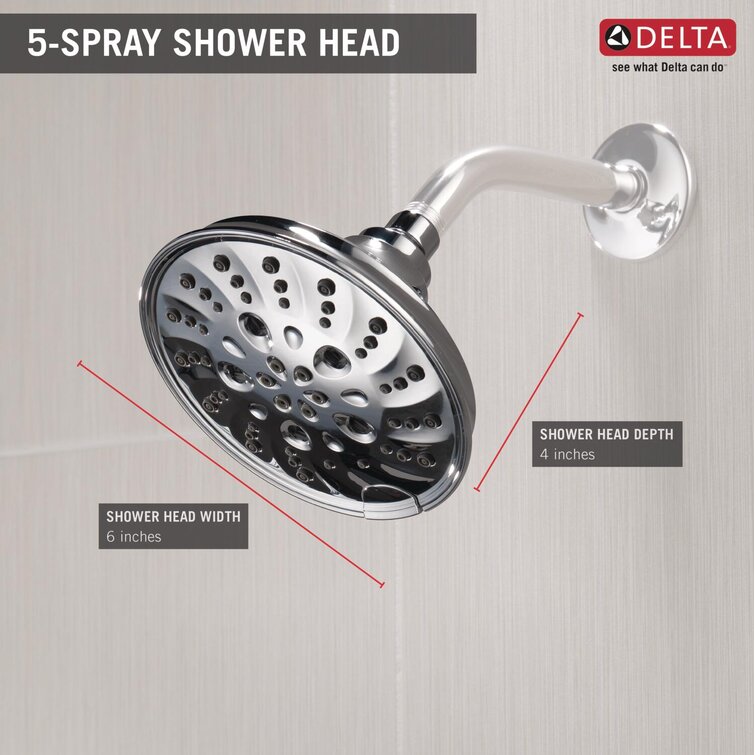 5-SPRAY SHOWER HEAD
DELTA
see what Delta can do™
SHOWER HEAD DEPTH
4 inches
SHOWER HEAD WIDTH
6 inches